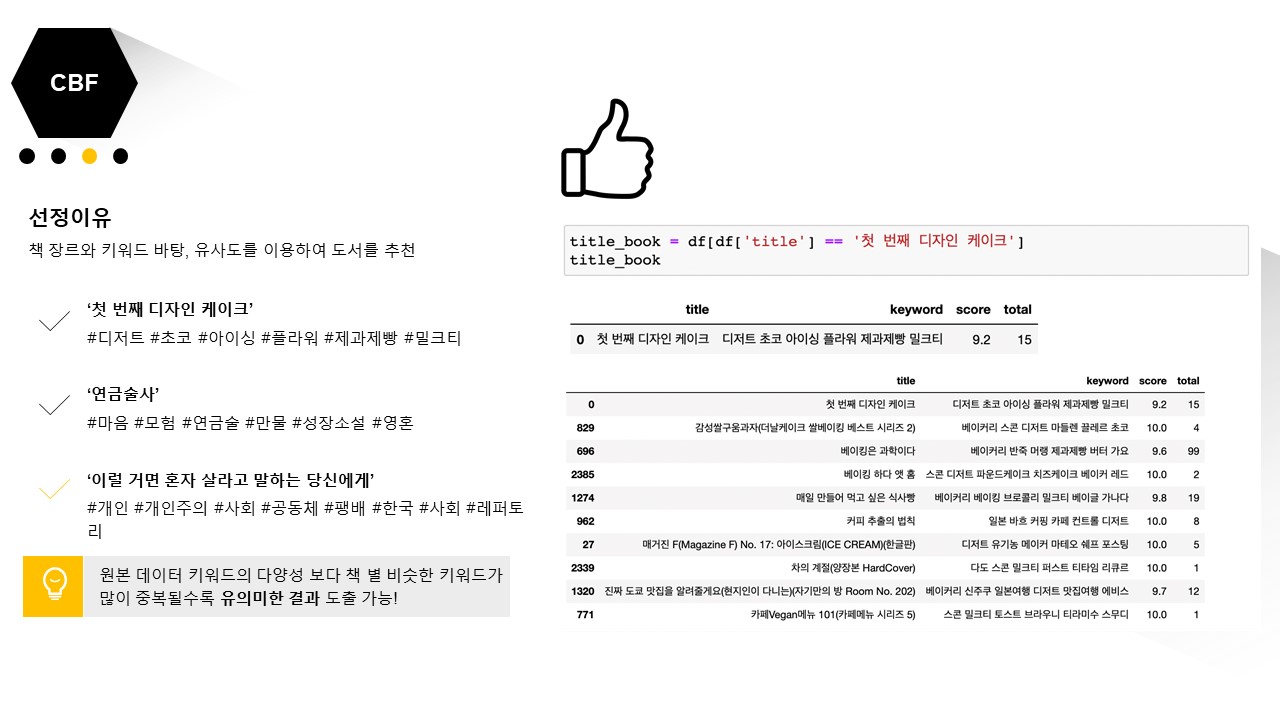 CBF
선정이유
책 장르와 키워드 바탕, 유사도를 이용하여 도서를 추천
‘첫 번째 디자인 케이크’
#디저트 #초코 #아이싱 #플라워 #제과제빵 #밀크티
‘연금술사’
#마음 #모험 #연금술 #만물 #성장소설 #영혼
‘이럴 거면 혼자 살라고 말하는 당신에게’
#개인 #개인주의 #사회 #공동체 #팽배 #한국 #사회 #레퍼토
리
원본 데이터 키워드의 다양성 보다 책 별 비슷한 키워드가
많이 중복될수록 유의미한 결과 도출 가능!
title_book = df[df['title'] == '첫 번째 디자인 케이크']
title_book
title keyword score total
0 첫 번째 디자인 케이크 디저트 초코 아이싱 플라워 제과제빵 밀크티 9.2 15
title keyword score total
0 첫 번째 디자인 케이크 디저트 초코 아이싱 플라워 제과제빵 밀크티 9.2 15
829 감성쌀구움과자(더날케이크 쌀베이킹 베스트 시리즈 2) 베이커리 스콘 디저트 마들렌 끌레르 초코 10.0 4
696 베이킹은 과학이다 베이커리 반죽 머랭 제과제빵 버터 가요 9.6 99
2385 베이킹 하다 앳 홈 스콘 디저트 파운드케이크 치즈케이크 베이커 레드 10.0 2
1274 매일 만들어 먹고 싶은 식사빵 베이커리 베이킹 브로콜리 밀크티 베이글 가나다 9.8 19
962 커피 추출의 법칙 일본 바흐 커핑 카페 컨트롤 디저트 10.0 8
27 매거진 F(Magazine F) No. 17: 아이스크림(ICE CREAM)(한글판) 디저트 유기농 메이커 마테오 쉐프 포스팅 10.0 5
2339 차의 계절(양장본 HardCover) 다도 스콘 밀크티 퍼스트 티타임 리큐르 10.0 1
1320 진짜 도쿄 맛집을 알려줄게요(현지인이 다니는)(자기만의 방 Room No. 202) 베이커리 신주쿠 일본여행 디저트 맛집여행 에비스 9.7 12
771 카페Vegan메뉴 101(카페메뉴 시리즈 5) 스콘 밀크티 토스트 브라우니 티라미수 스무디 10.0 1